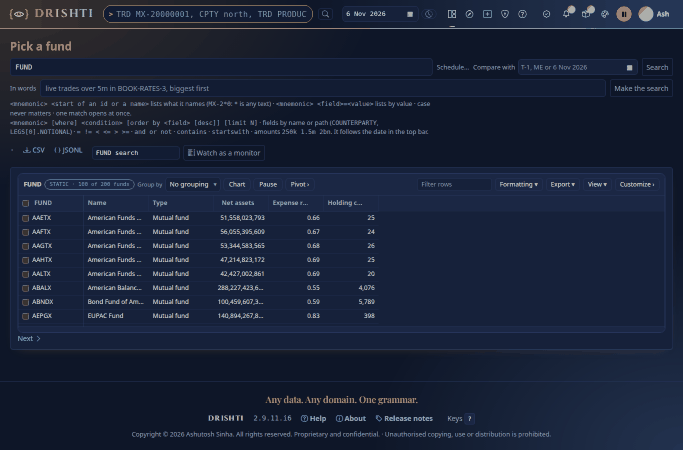 {<>} DRISHTI
> TRD MX-20000001, CPTY north, TRD PRODUC
6 Nov 2026
Ash
Pick a fund
FUND
Schedule... Compare with T-1, ME or 6 Nov 2026 Search
In words live trades over 5m in BOOK-RATES-3, biggest first Make the search
<mnemonic> <start of an id or a name> lists what it names (MX-2*0: * is any text) · <mnemonic> <field>=<value> lists by value · case
never matters · one match opens at once.
<mnemonic> [where] <condition> [order by <field> [desc]] [limit N] · fields by name or path (COUNTERPARTY,
LEGS[0].NOTIONAL) · = != < <= > >= · and or not · contains · startswith · amounts 250k 1.5m 2bn. It follows the date in the top bar.
CSV {} JSONL FUND search Watch as a monitor
FUND STATIC · 100 of 200 funds Group by No grouping Chart Pause Pivot › Filter rows Formatting ▾ Export ▾ View ▾ Customize ›
FUND Name Type Net assets Expense r... Holding c...
AAETX American Funds ... Mutual fund 51,558,023,793 0.66 25
AAFTX American Funds ... Mutual fund 56,055,395,609 0.67 24
AAGTX American Funds ... Mutual fund 53,344,583,565 0.68 26
AAHTX American Funds ... Mutual fund 47,214,823,172 0.69 25
AALTX American Funds ... Mutual fund 42,427,002,861 0.69 20
ABALX American Balanc... Mutual fund 288,227,423,6... 0.56 4,076
ABNDX Bond Fund of Am... Mutual fund 100,459,607,3... 0.59 5,789
AEPGX EUPAC Fund Mutual fund 140,894,267,8... 0.83 398
Next >
Any data. Any domain. One grammar.
DRISHTI 2.9.11.16 Help About Release notes Keys ?
Copyright © 2026 Ashutosh Sinha. All rights reserved. Proprietary and confidential. · Unauthorised copying, use or distribution is prohibited.